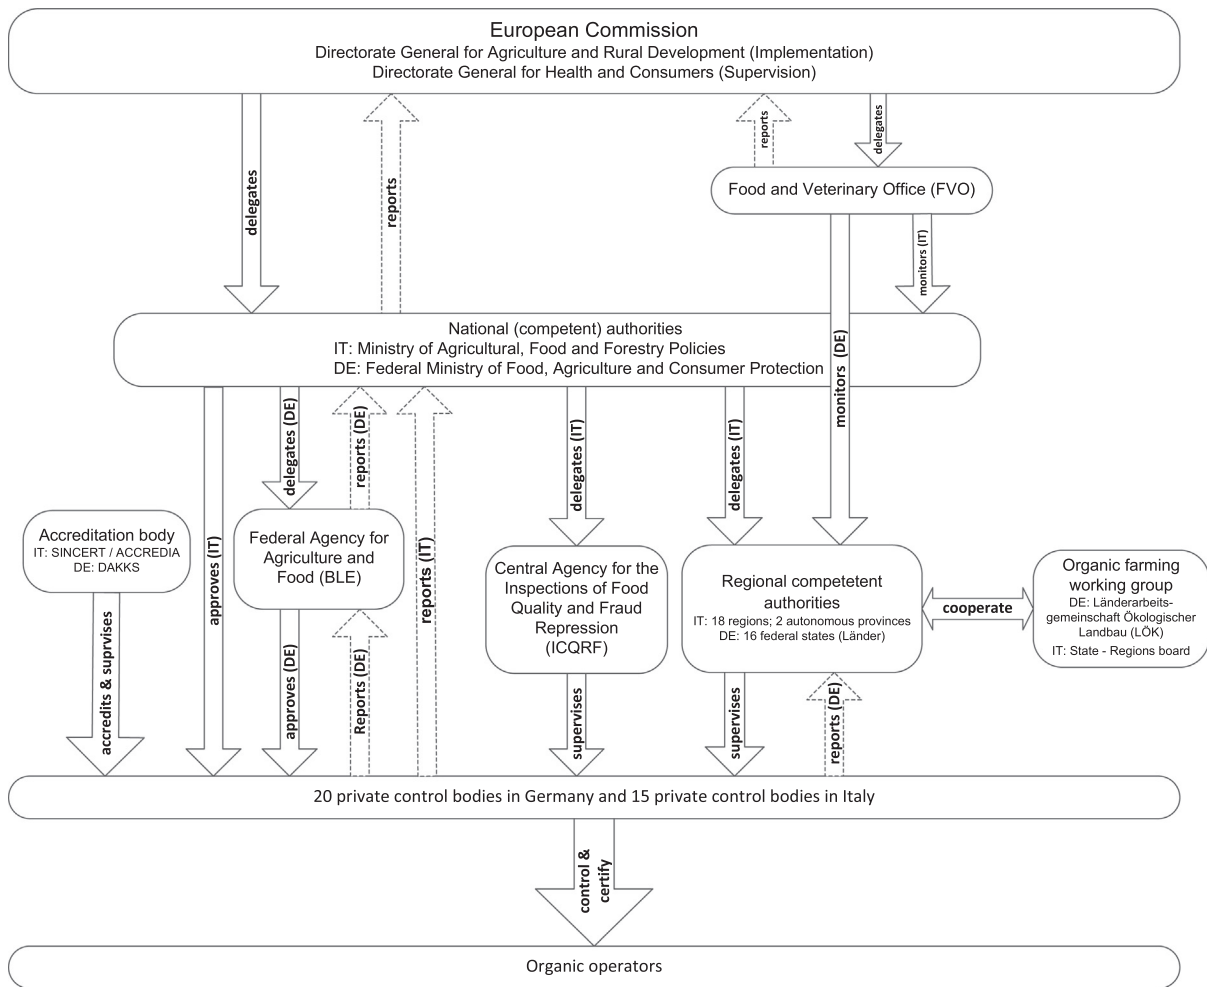 European Commission
Directorate General for Agriculture and Rural Development (Implementation)
Directorate General for Health and Consumers (Supervision)
delegates
reports
reports
delegates
Food and Veterinary Office (FVO)
monitors (IT)
National (competent) authorities
IT: Ministry of Agricultural, Food and Forestry Policies
DE: Federal Ministry of Food, Agriculture and Consumer Protection
monitors (DE)
delegates (DE)
reports (DE)
delegates (IT)
delegates (IT)
Accreditation body
IT: SINCERT / ACCREDIA
DE: DAKKS
approves (IT)
Federal Agency for
Agriculture and
Food (BLE)
reports (IT)
Central Agency for the
Inspections of Food
Quality and Fraud
Repression
(ICQRF)
Regional competetent
authorities
IT: 18 regions; 2 autonomous provinces
DE: 16 federal states (Länder)
cooperate
Organic farming
working group
DE: Länderarbeits-
gemeinschaft Ökologischer
Landbau (LÖK)
IT: State - Regions board
accredits & suprvises
approves (DE)
Reports (DE)
supervises
supervises
reports (DE)
20 private control bodies in Germany and 15 private control bodies in Italy
control &
certify
Organic operators